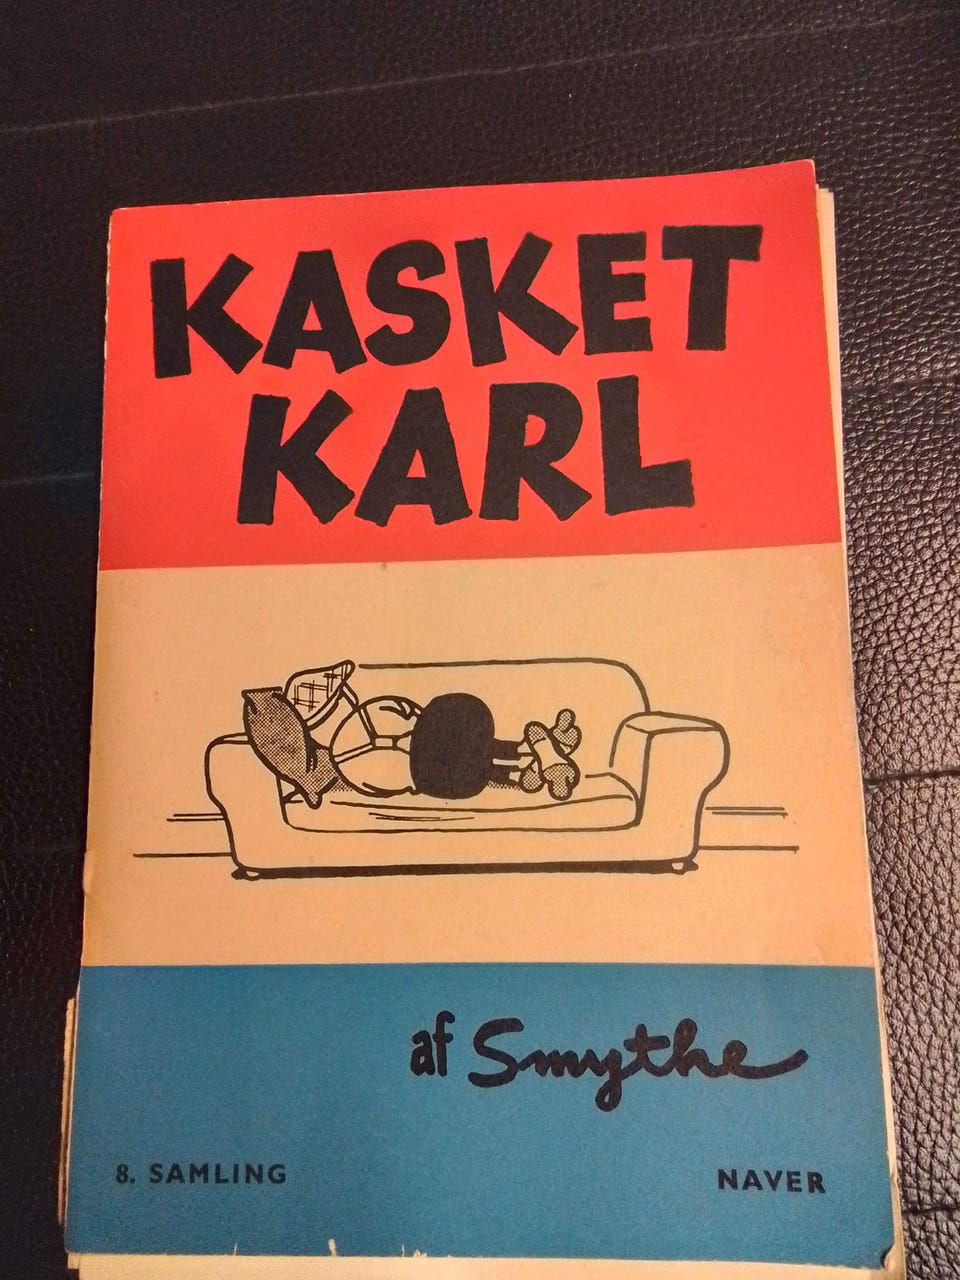 KASKET
KARL
af Smythe
8. SAMLING
NAVER